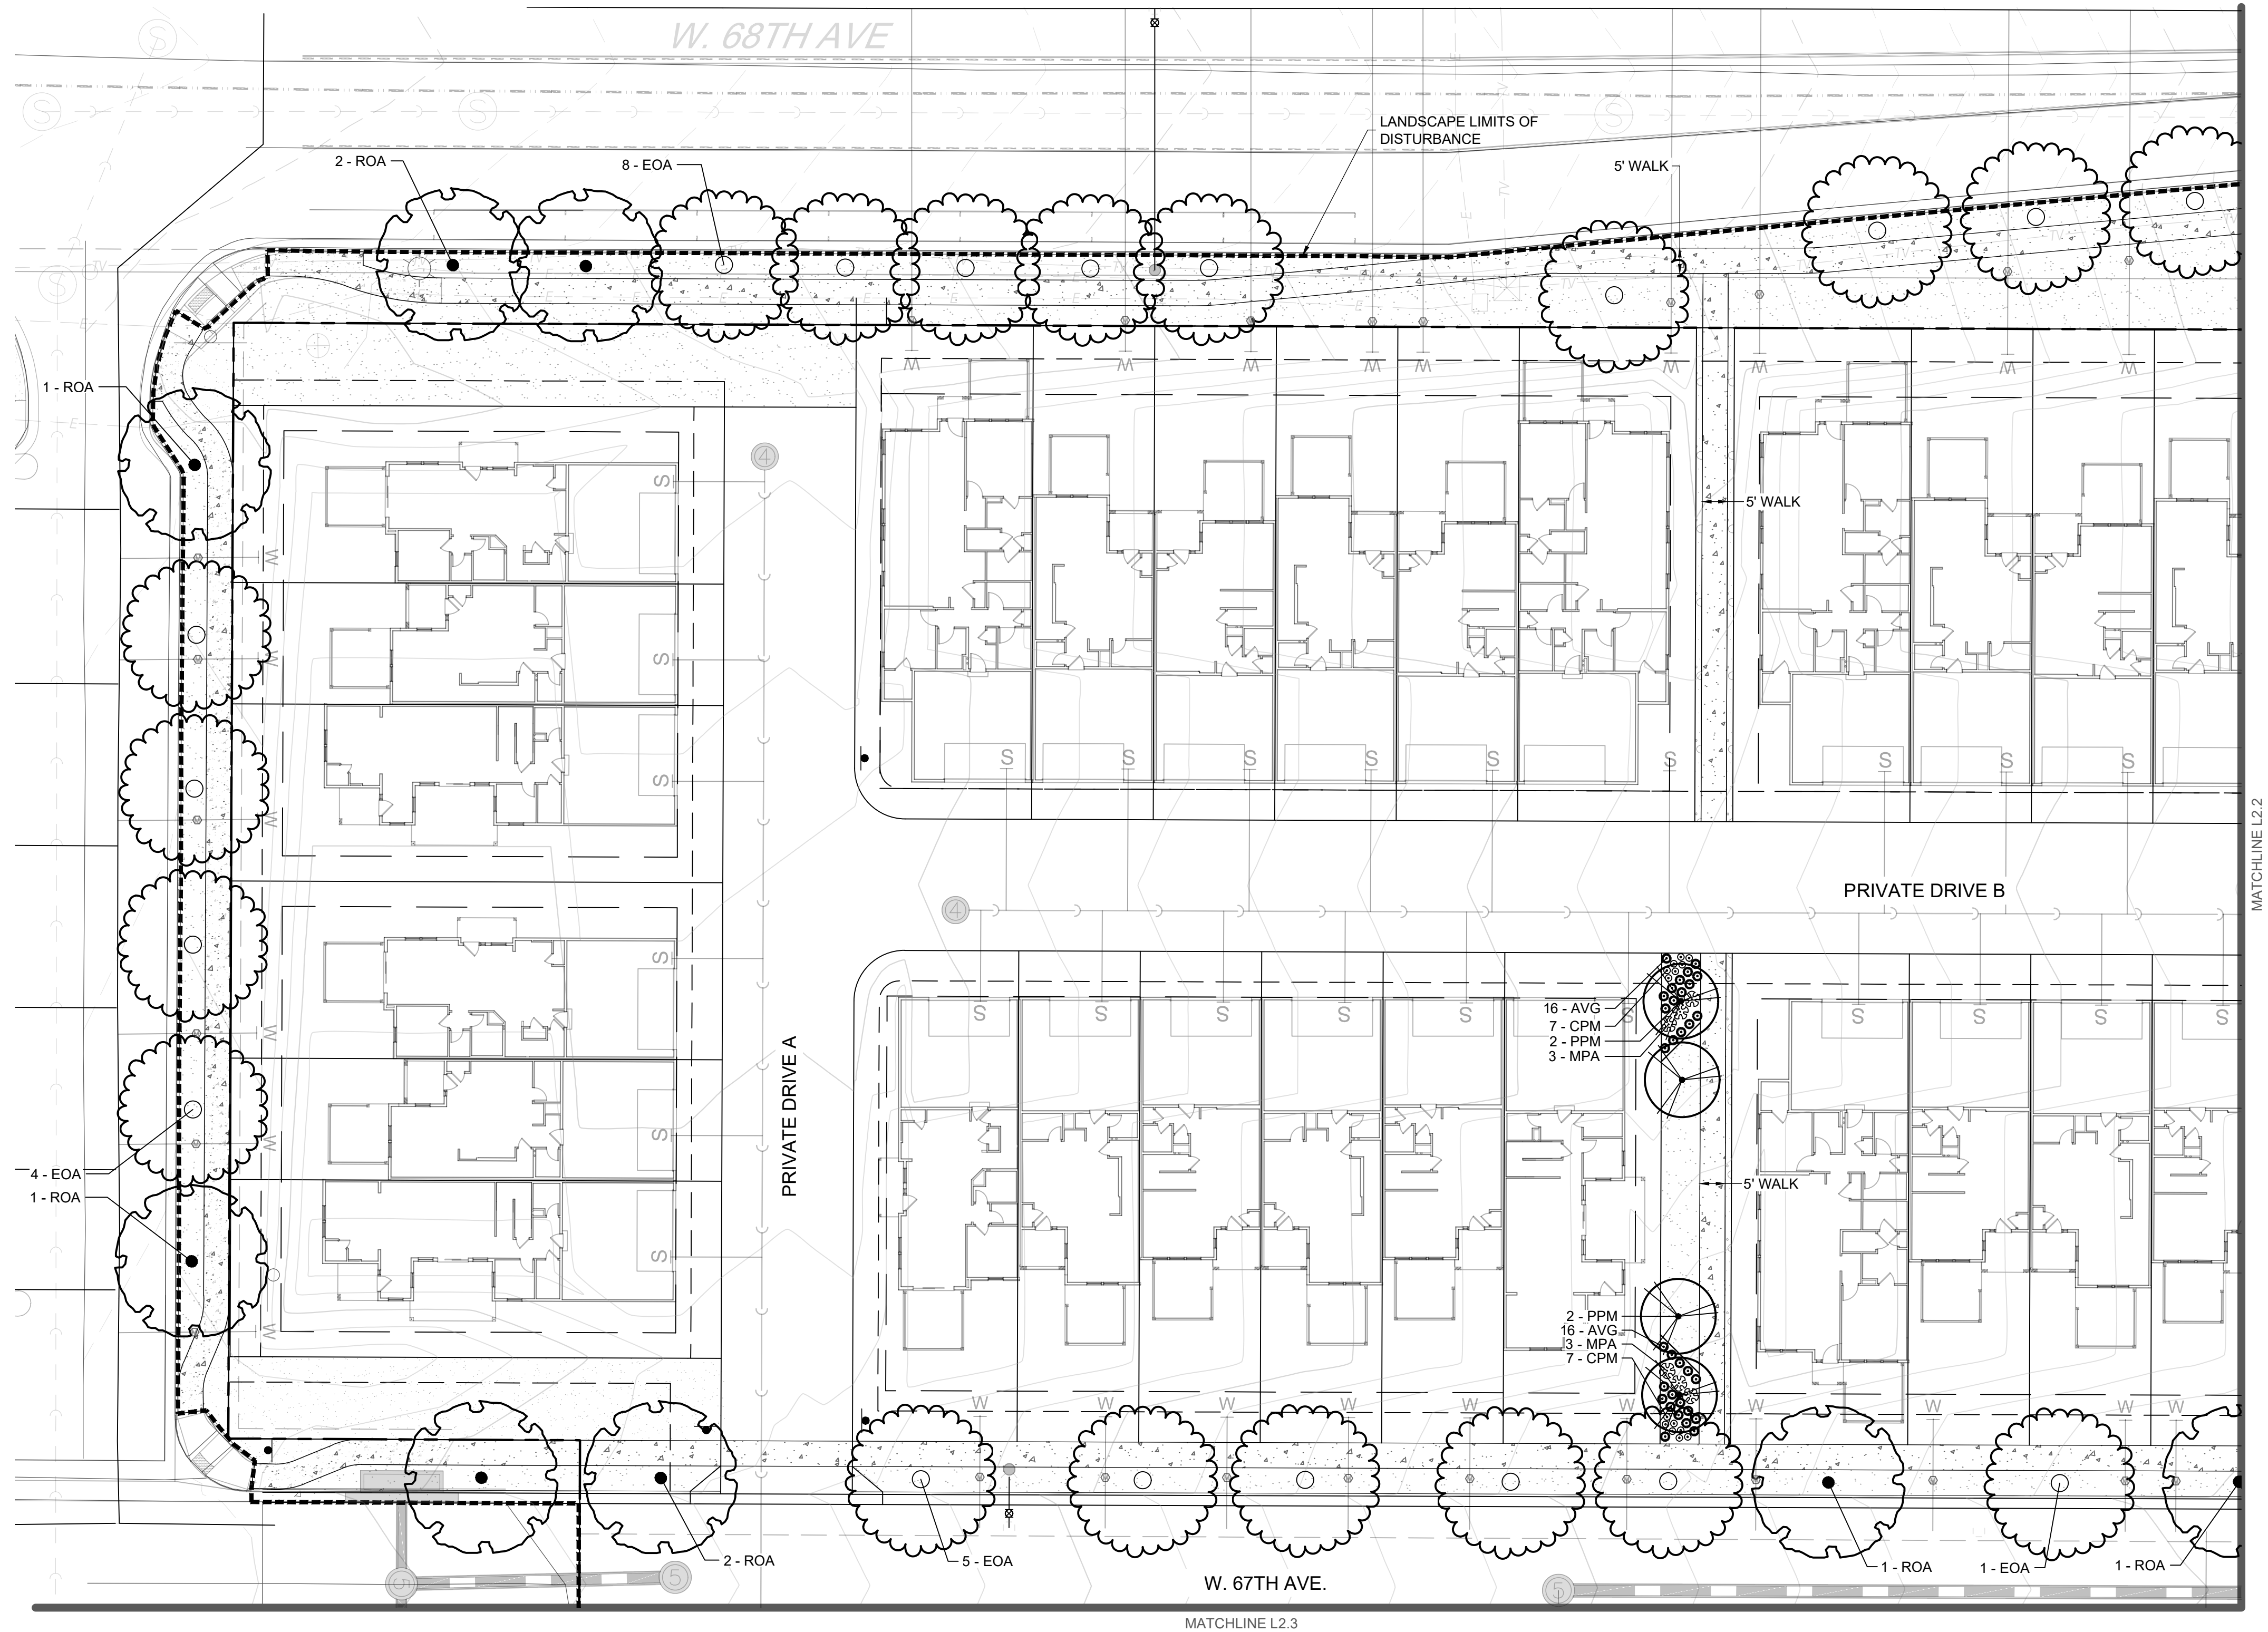 W. 68TH AVE
LANDSCAPE LIMITS OF
DISTURBANCE
2 - ROA
8 - EOA
5' WALK
1 - ROA
5' WALK
MATCHLINE L2.2
PRIVATE DRIVE B
16 - AVG
7 - CPM
2 - PPM
3 - MPA
PRIVATE DRIVE A
4 - EOA
1 - ROA
5' WALK
2 - PPM
16 - AVG
3 - MPA
7 - CPM
2 - ROA
5 - EOA
1 - ROA
1 - EOA
1 - ROA
W. 67TH AVE.
MATCHLINE L2.3